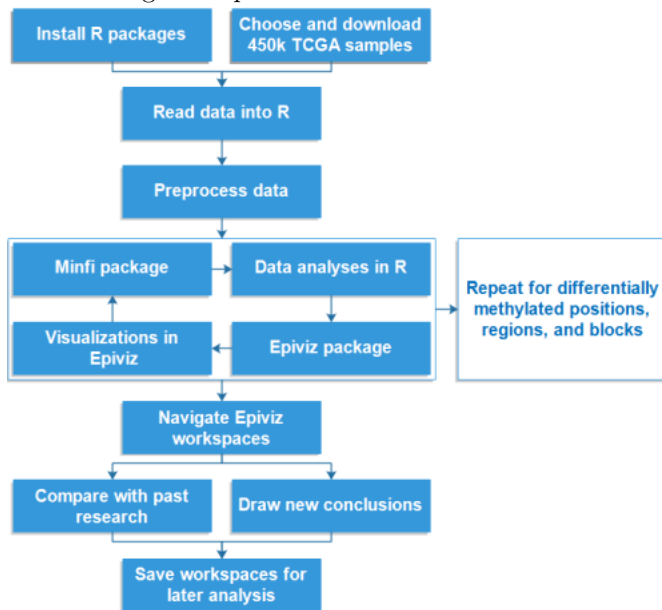 Install R packages
Choose and download
450k TCGA samples
Read data into R
Preprocess data
Minfi package
Data analyses in R
Visualizations in
Epiviz
Epiviz package
Repeat for differentially
methylated positions,
regions, and blocks
Navigate Epiviz
workspaces
Compare with past
research
Draw new conclusions
Save workspaces for
later analysis